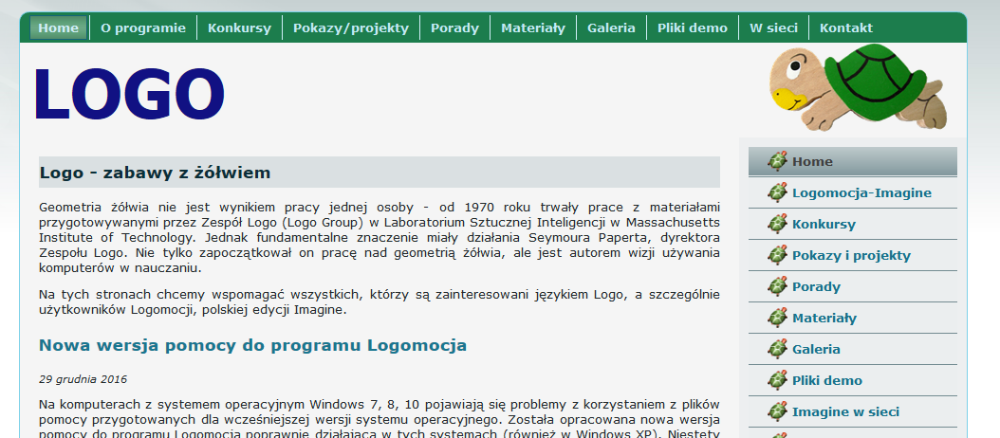 Home
O programie
Konkursy
Pokazy/projekty
Porady
Materiały
Galeria
Pliki demo
W sieci
Kontakt
LOGO
Logo - zabawy z żółwiem
Geometria żółwia nie jest wynikiem pracy jednej osoby - od 1970 roku trwały prace z materiałami
przygotowywanymi przez Zespół Logo (Logo Group) w Laboratorium Sztucznej Inteligencji w Massachusetts
Institute of Technology. Jednak fundamentalne znaczenie miały działania Seymoura Paperta, dyrektora
Zespołu Logo. Nie tylko zapoczątkował on pracę nad geometrią żółwia, ale jest autorem wizji używania
komputerów w nauczaniu.
Na tych stronach chcemy wspomagać wszystkich, którzy są zainteresowani językiem Logo, a szczególnie
użytkowników Logomocji, polskiej edycji Imagine.
Nowa wersja pomocy do programu Logomocja
29 grudnia 2016
Na komputerach z systemem operacyjnym Windows 7, 8, 10 pojawiają się problemy z korzystaniem z plików
pomocy przygotowanych dla wcześniejszej wersji systemu operacyjnego. Została opracowana nowa wersja
pomocy do programu Logomocja poprawnie działająca w tych systemach (również w Windows XP). Niestety
Home
Logomocja-Imagine
Konkursy
Pokazy i projekty
Porady
Materiały
Galeria
Pliki demo
Imagine w sieci